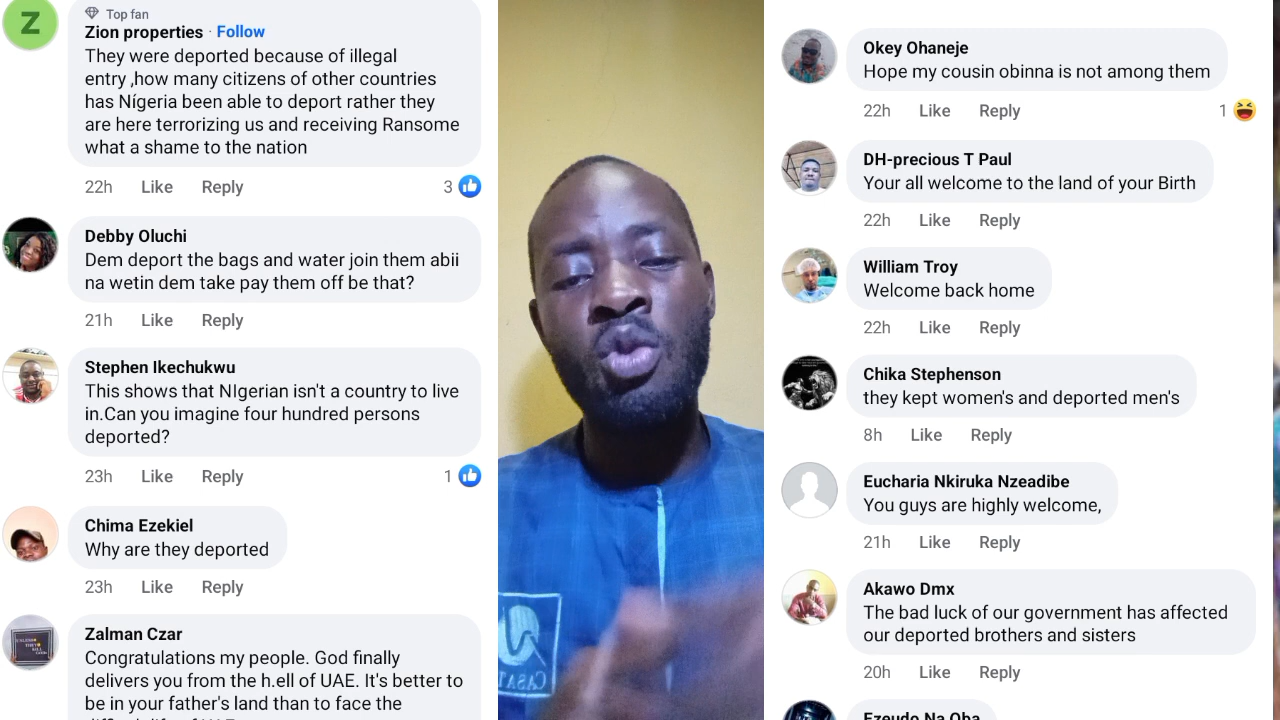 Z
Top fan
Zion properties · Follow
They were deported because of illegal
entry ,how many citizens of other countries
has Nígeria been able to deport rather they
are here terrorizing us and receiving Ransome
what a shame to the nation
22h Like Reply 3
Debby Oluchi
Dem deport the bags and water join them abii
na wetin dem take pay them off be that?
21h Like Reply
Stephen Ikechukwu
This shows that NIgerian isn't a country to live
in.Can you imagine four hundred persons
deported?
23h Like Reply 1
Chima Ezekiel
Why are they deported
23h Like Reply
Zalman Czar
Congratulations my people. God finally
delivers you from the h.ell of UAE. It's better to
be in your father's land than to face the
Okey Ohaneje
Hope my cousin obinna is not among them
22h Like Reply 1
DH-precious T Paul
Your all welcome to the land of your Birth
22h Like Reply
William Troy
Welcome back home
22h Like Reply
Chika Stephenson
they kept women's and deported men's
8h Like Reply
Eucharia Nkiruka Nzeadibe
You guys are highly welcome,
21h Like Reply
Akawo Dmx
The bad luck of our government has affected
our deported brothers and sisters
20h Like Reply
Ezeudo Na Oba